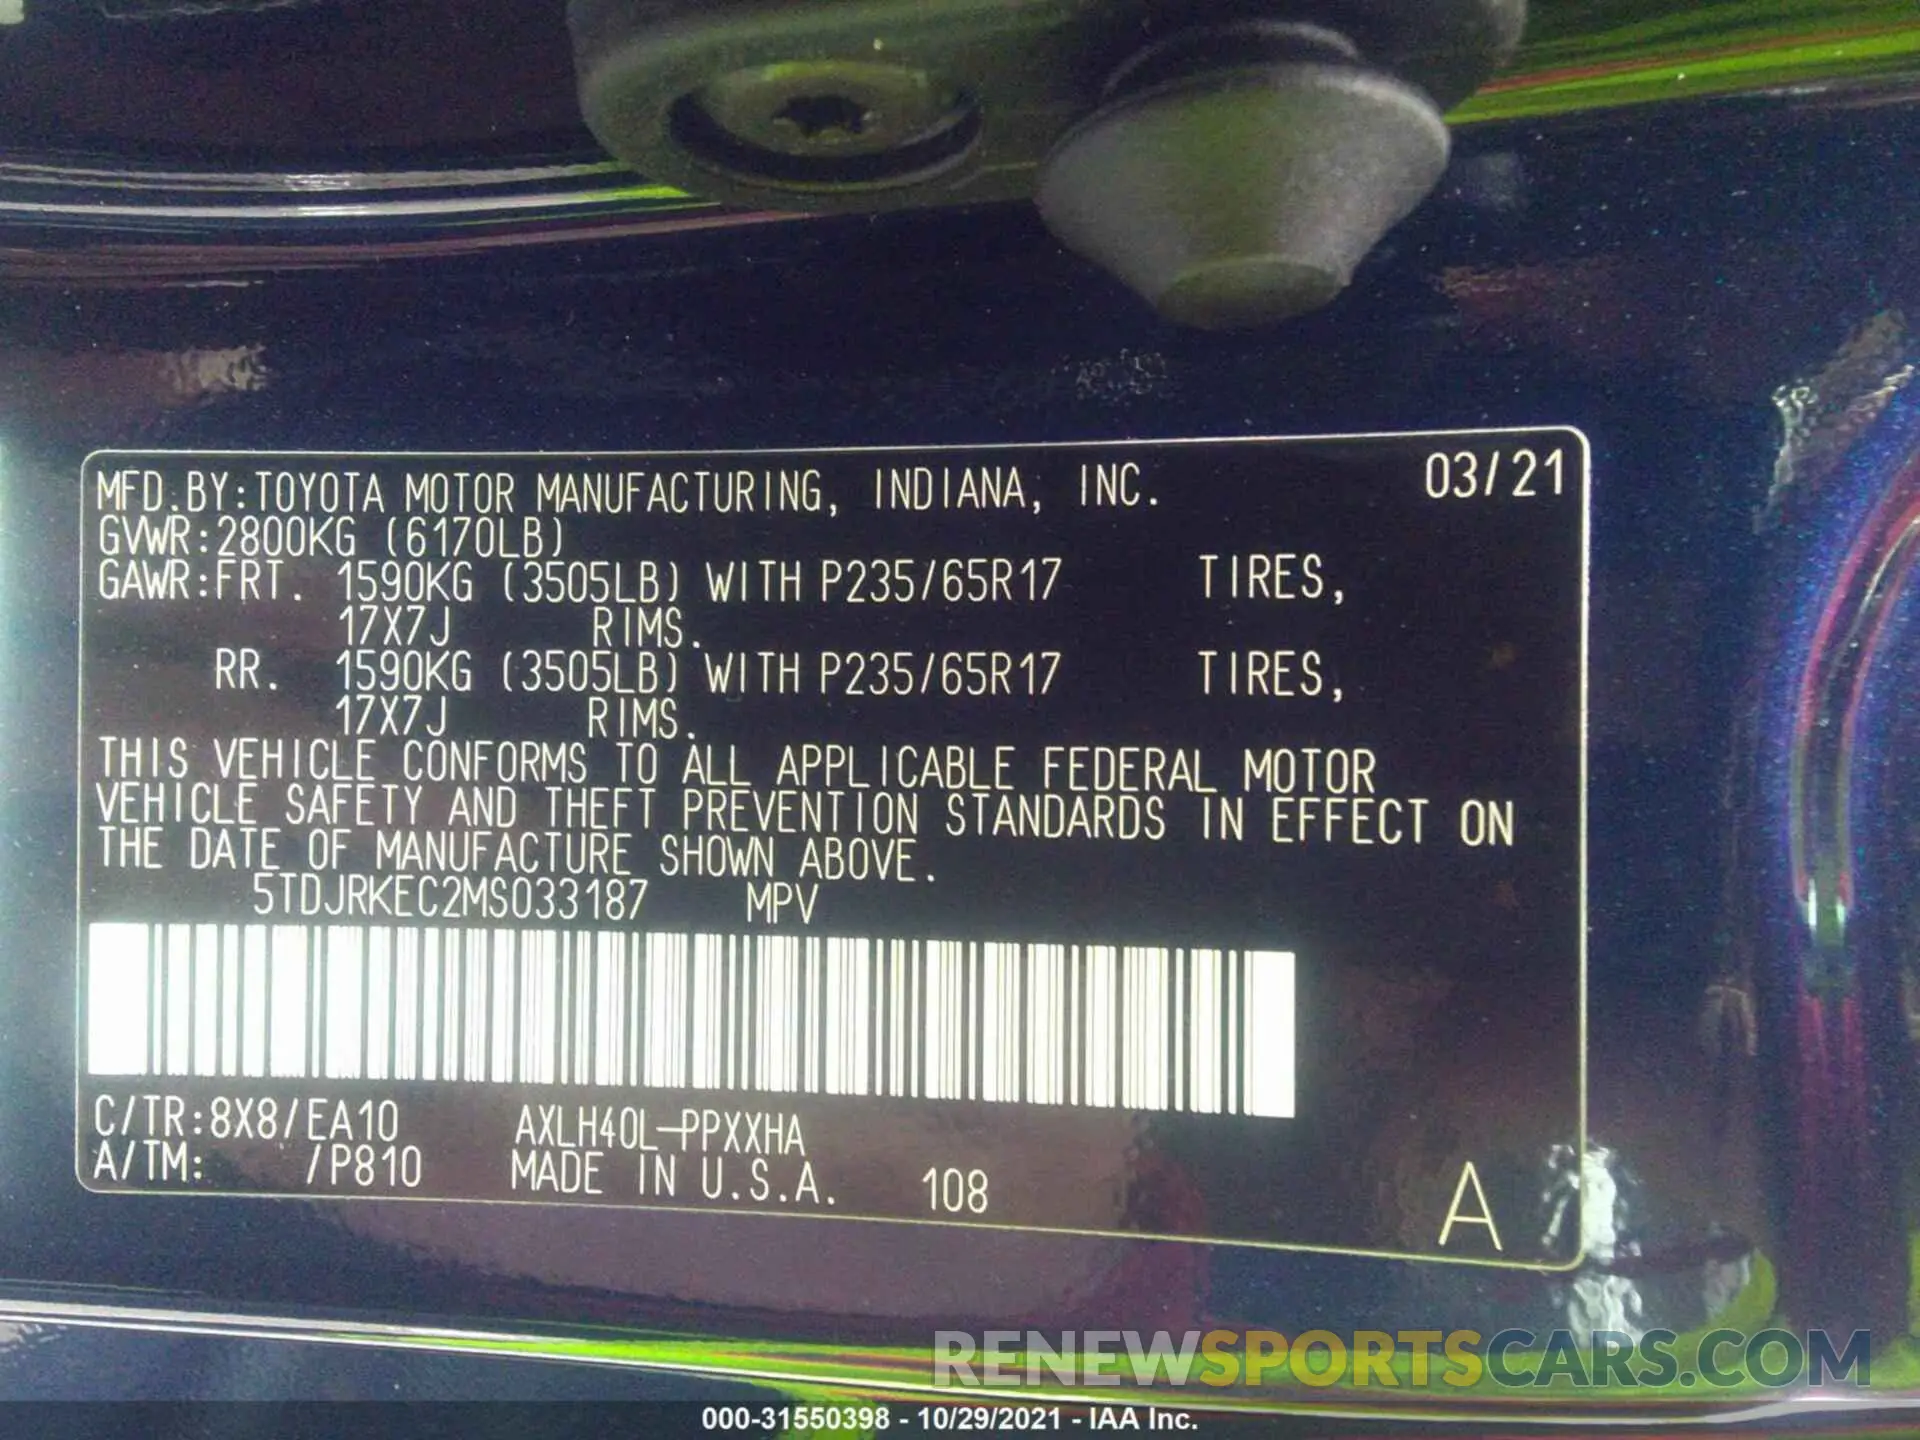 MFD.BY:TOYOTA MOTOR MANUFACTURING, INDIANA, INC. 03/21
GVWR:2800KG (6170LB)
GAWR:FRT. 1590KG (3505LB) WITH P235/65R17 TIRES,
17X7J RIMS.
RR. 1590KG (3505LB) WITH P235/65R17 TIRES,
17X7J RIMS.
THIS VEHICLE CONFORMS TO ALL APPLICABLE FEDERAL MOTOR
VEHICLE SAFETY AND THEFT PREVENTION STANDARDS IN EFFECT ON
THE DATE OF MANUFACTURE SHOWN ABOVE.
5TDJRKEC2MS033187 MPV
C/TR:8X8/EA10 AXLH40L-PPXXHA
A/TM: /P810 MADE IN U.S.A. 108 A
RENEWSPORTSCARS.COM
000-31550398 - 10/29/2021 - IAA Inc.